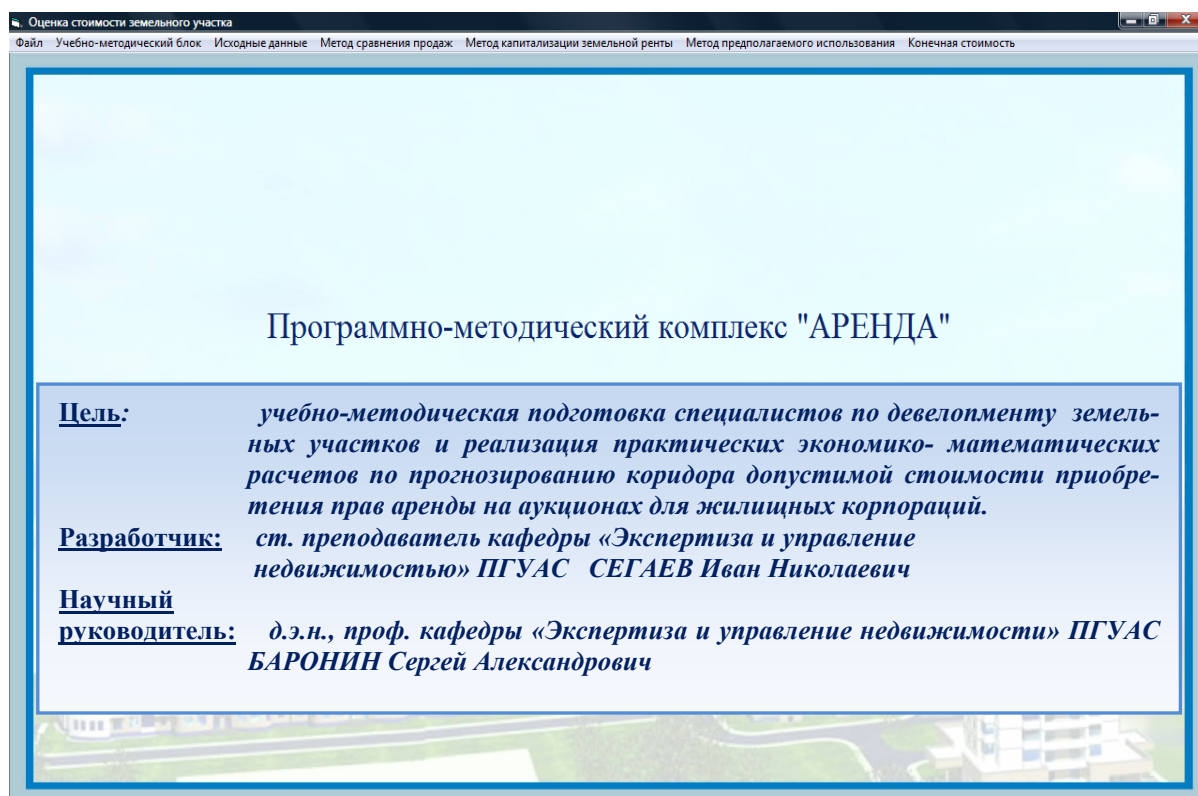 Оценка стоимости земельного участка
Файл Учебно-методический блок Исходные данные Метод сравнения продаж Метод капитализации земельной ренты Метод предполагаемого использования Конечная стоимость
Программно-методический комплекс "АРЕНДА"
Цель: учебно-методическая подготовка специалистов по девелопменту земель-
ных участков и реализация практических экономико- математических
расчетов по прогнозированию коридора допустимой стоимости приобре-
тения прав аренды на аукционах для жилищных корпораций.
Разработчик: ст. преподаватель кафедры «Экспертиза и управление
недвижимостью» ПГУАС СЕГАЕВ Иван Николаевич
Научный
руководитель: д.э.н., проф. кафедры «Экспертиза и управление недвижимости» ПГУАС
БАРОНИН Сергей Александрович